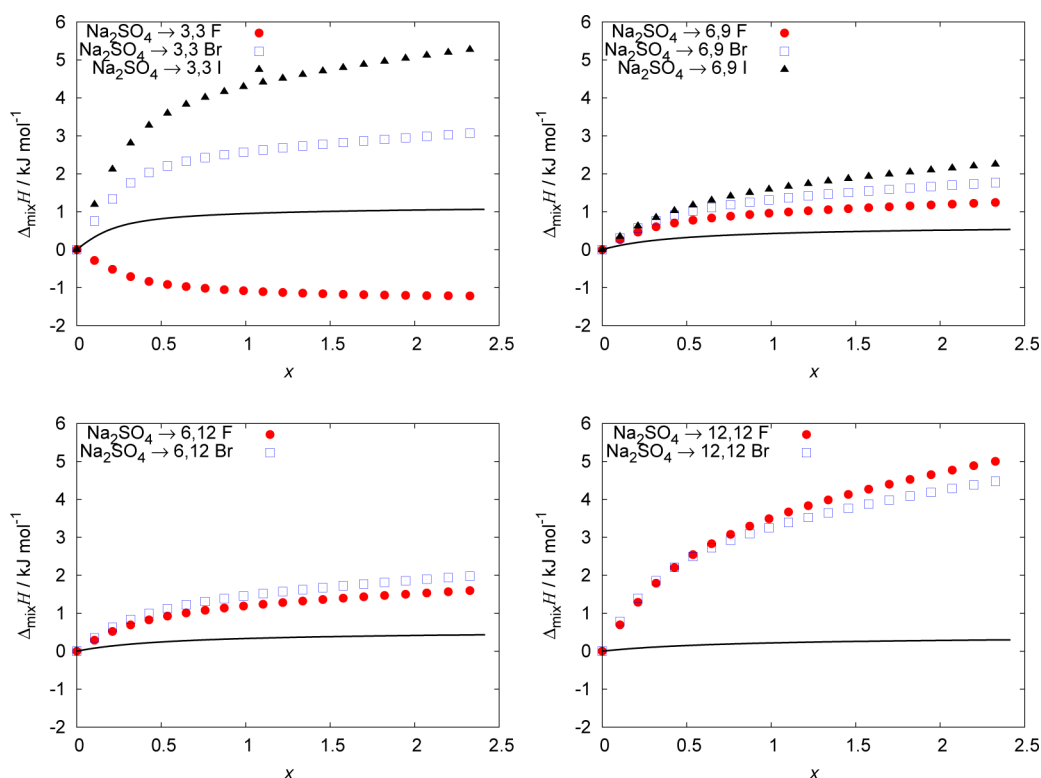 6
5
4
3
2
1
0
-1
-2
Δmix H / kJ mol⁻¹
Na₂SO₄ → 3,3 F
Na₂SO₄ → 3,3 Br
Na₂SO₄ → 3,3 I
0 0.5 1 1.5 2 2.5
x
6
5
4
3
2
1
0
-1
-2
Δmix H / kJ mol⁻¹
Na₂SO₄ → 6,9 F
Na₂SO₄ → 6,9 Br
Na₂SO₄ → 6,9 I
0 0.5 1 1.5 2 2.5
x
6
5
4
3
2
1
0
-1
-2
Δmix H / kJ mol⁻¹
Na₂SO₄ → 6,12 F
Na₂SO₄ → 6,12 Br
0 0.5 1 1.5 2 2.5
x
6
5
4
3
2
1
0
-1
-2
Δmix H / kJ mol⁻¹
Na₂SO₄ → 12,12 F
Na₂SO₄ → 12,12 Br
0 0.5 1 1.5 2 2.5
x